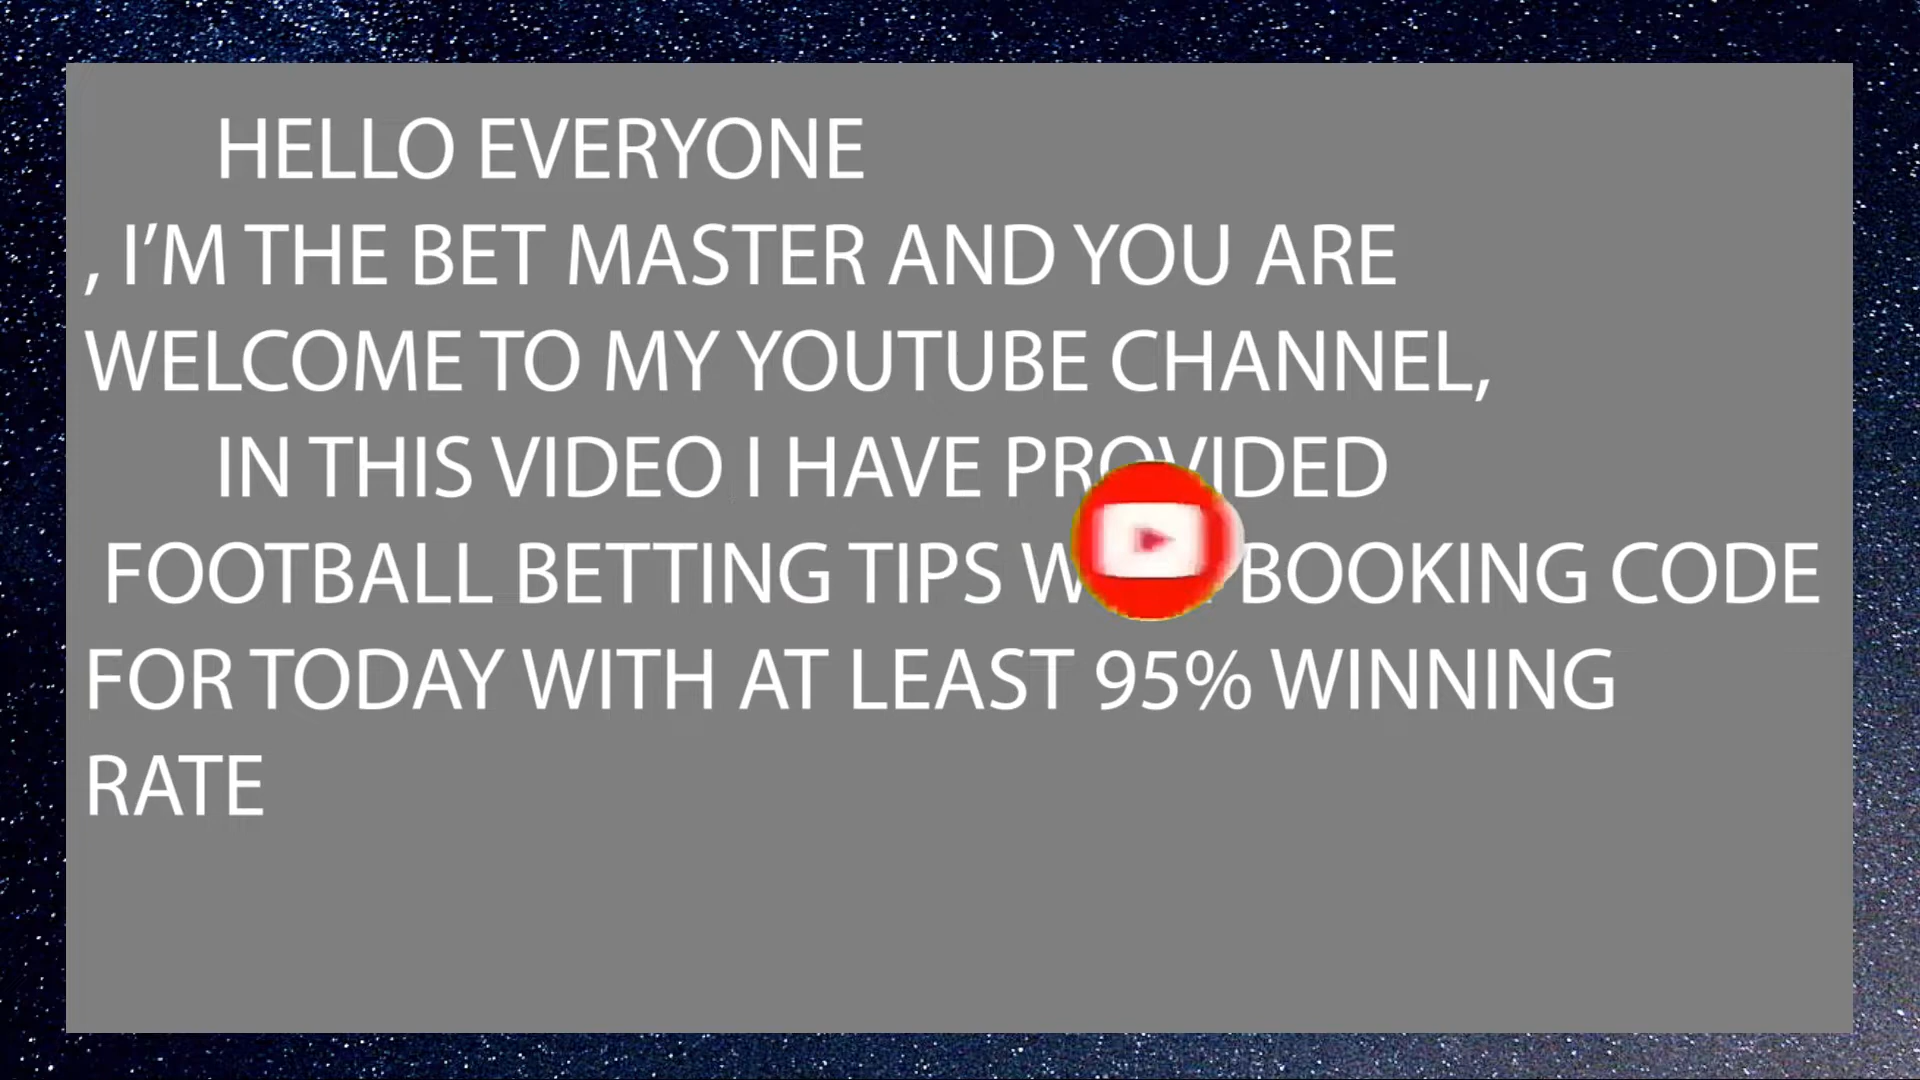 HELLO EVERYONE
, I’M THE BET MASTER AND YOU ARE
WELCOME TO MY YOUTUBE CHANNEL,
IN THIS VIDEO I HAVE PROVIDED
FOOTBALL BETTING TIPS BOOKING CODE
FOR TODAY WITH AT LEAST 95% WINNING
RATE